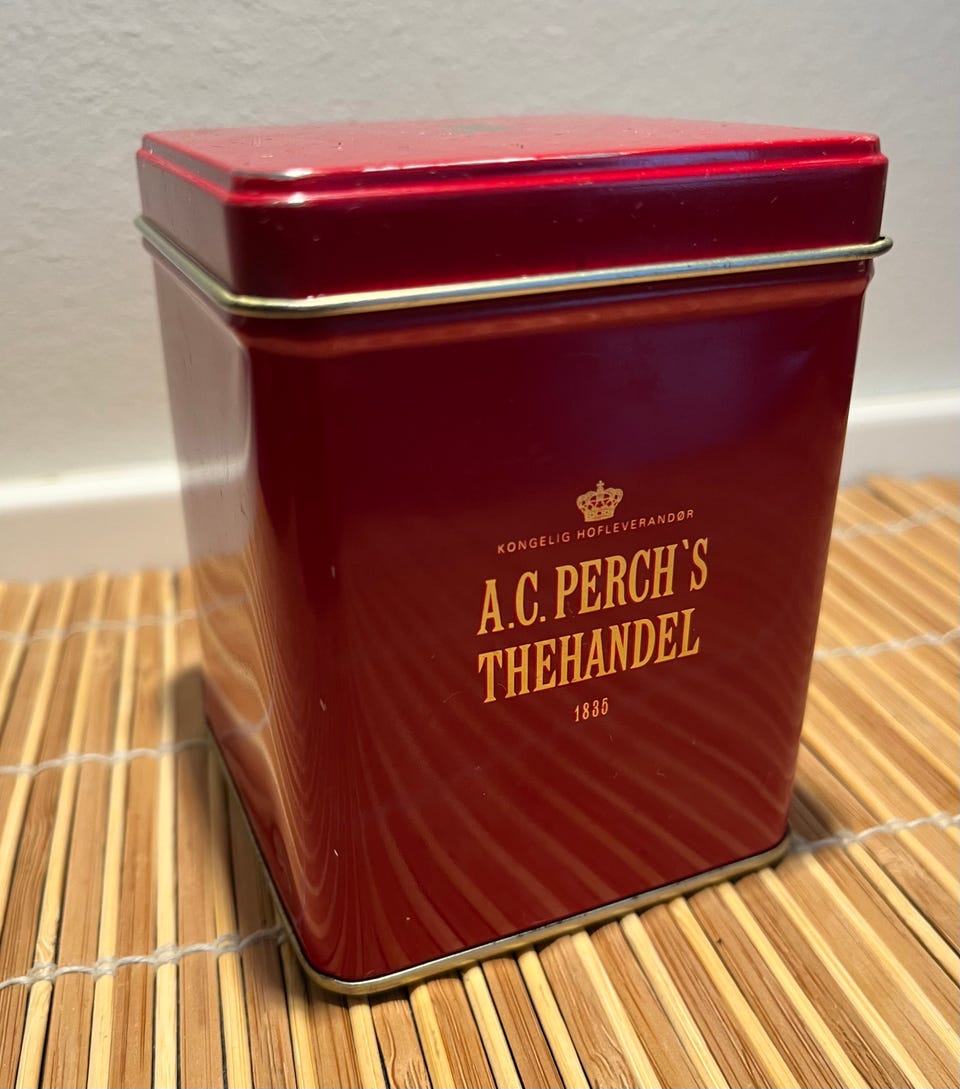 KONGELIG HOFLEVERANDØR
A.C. PERCH`S
THEHANDEL
1835